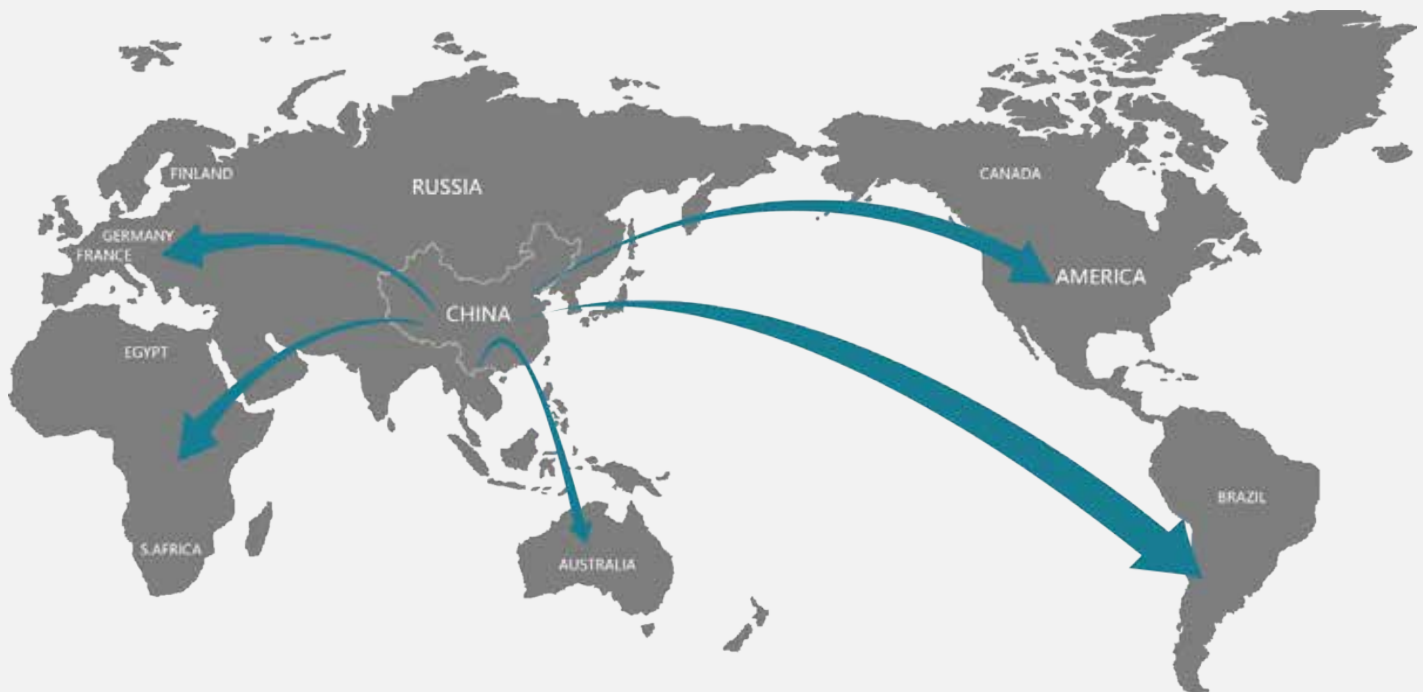 FINLAND
RUSSIA
CANADA
GERMANY
FRANCE
AMERICA
CHINA
EGYPT
BRAZIL
S.AFRICA
AUSTRALIA